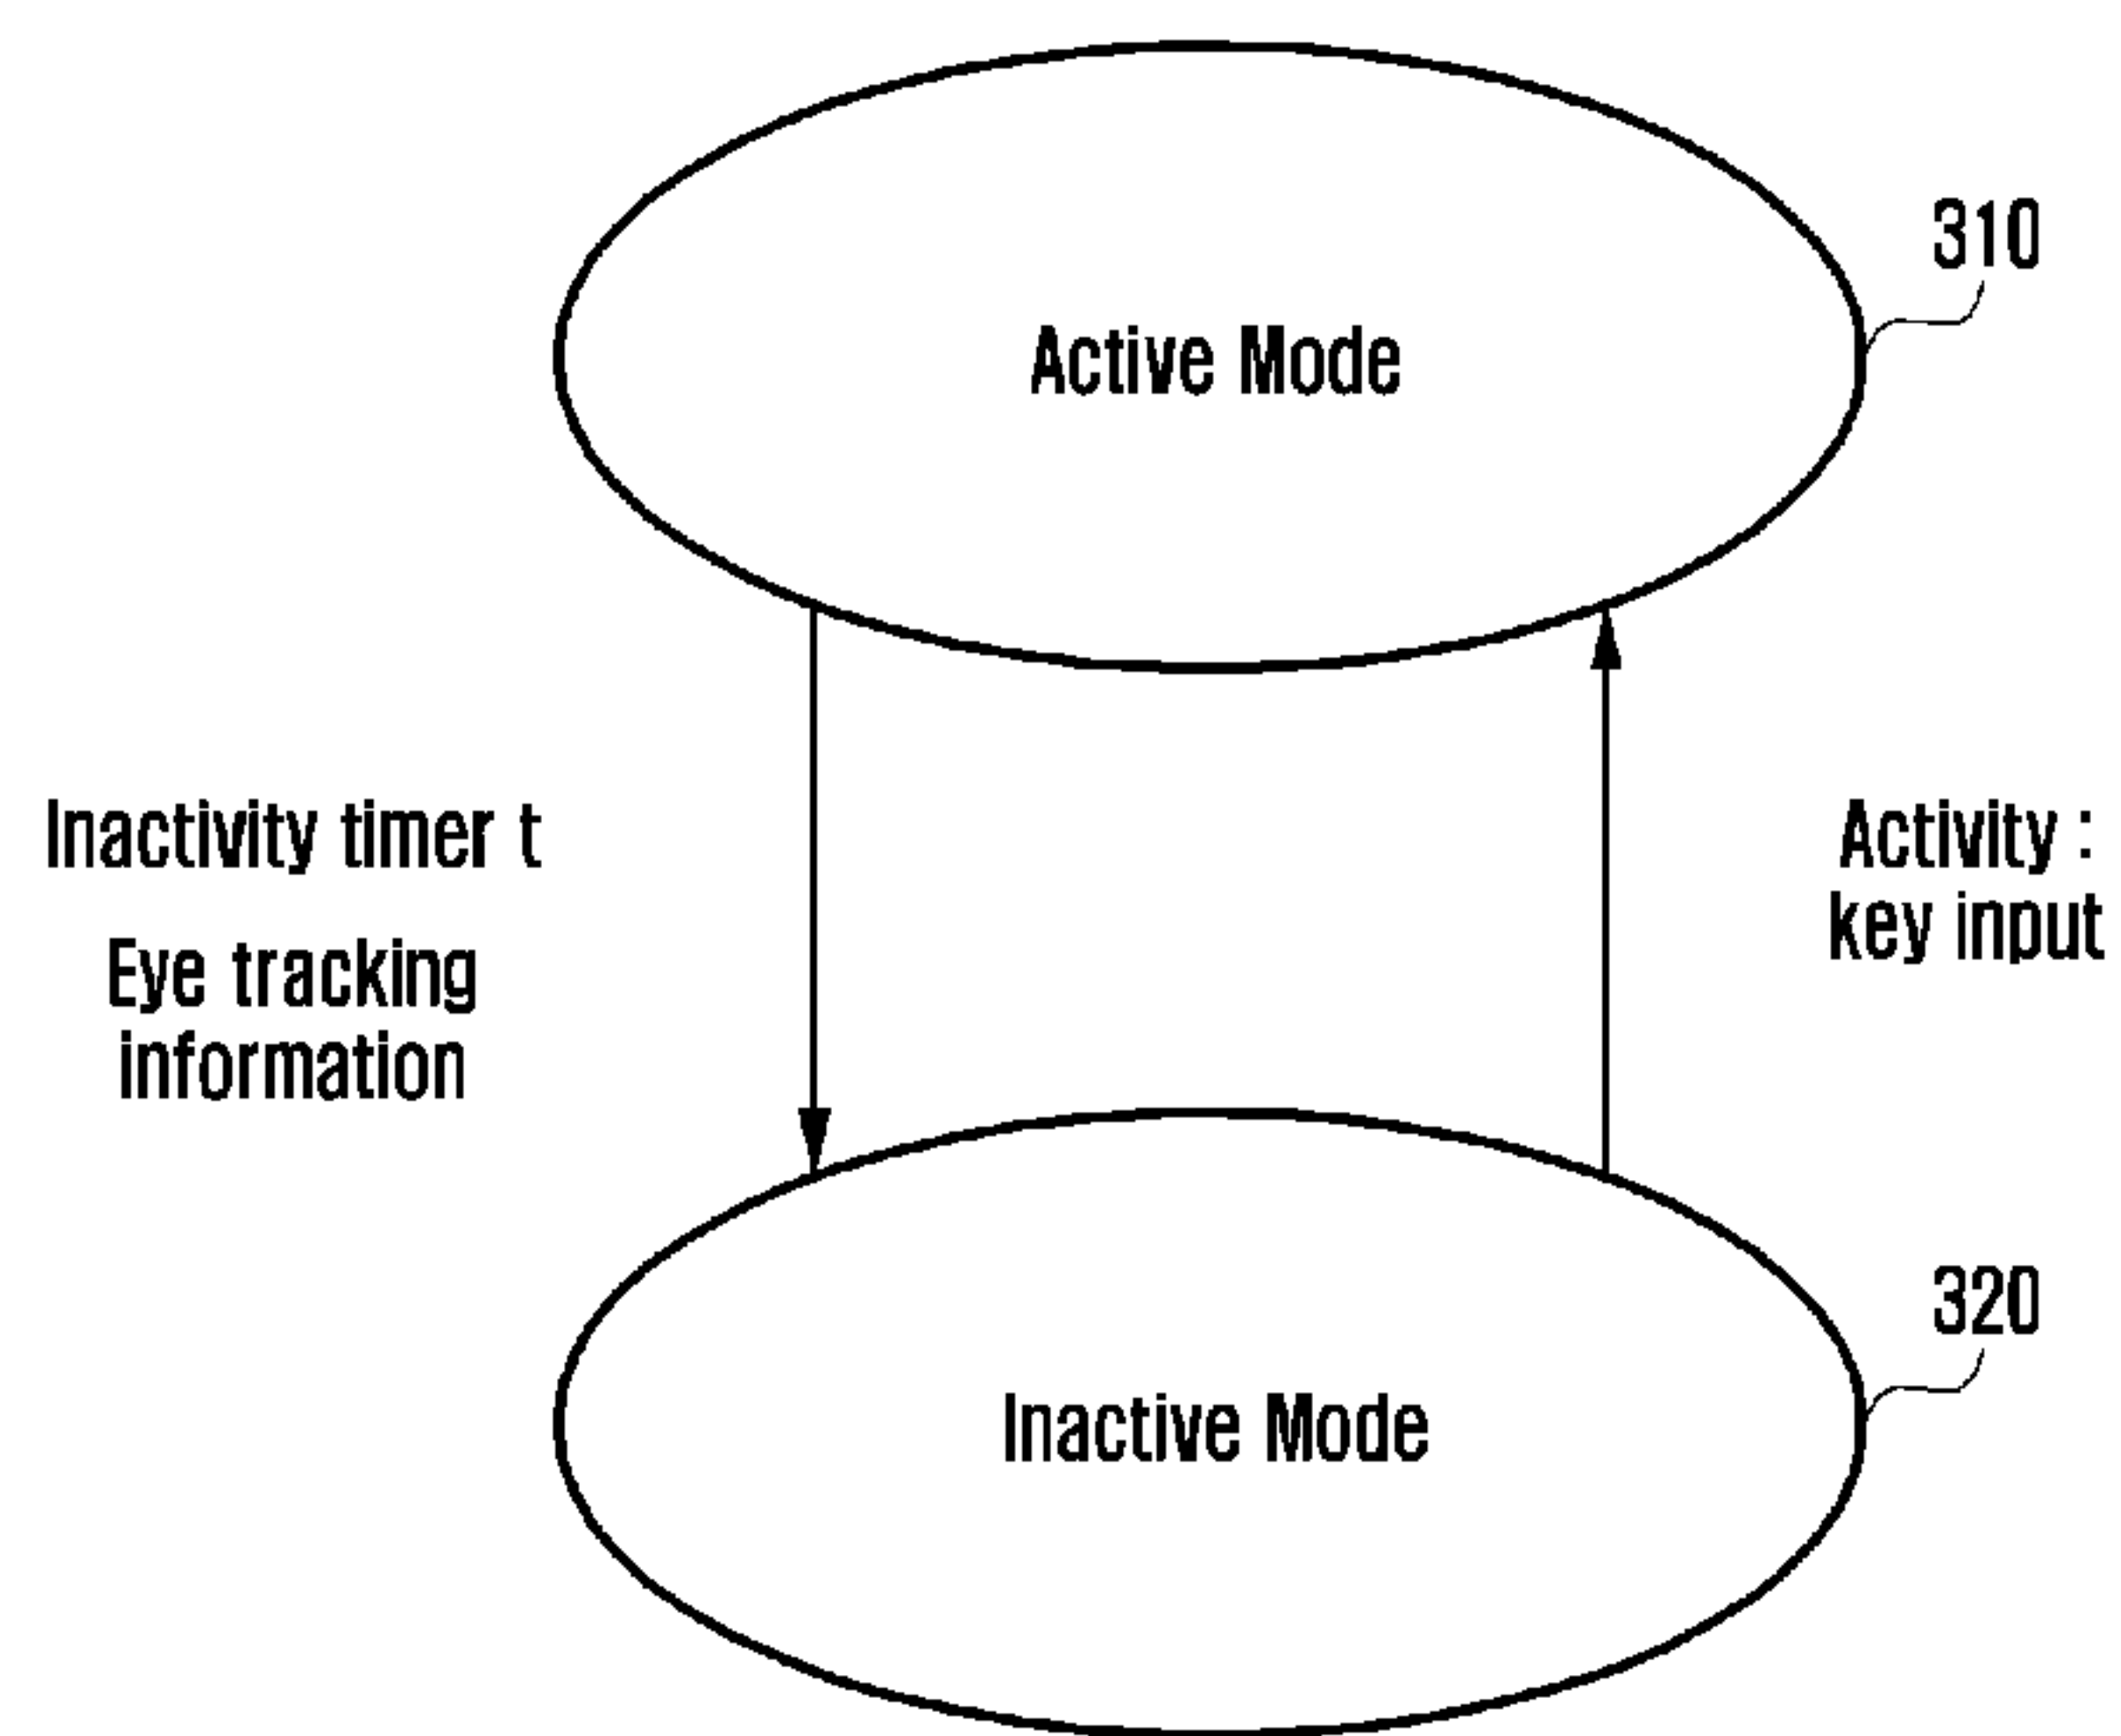 310
Active Mode
Inactivity timer t
Eye tracking
information
Activity :
key input
320
Inactive Mode